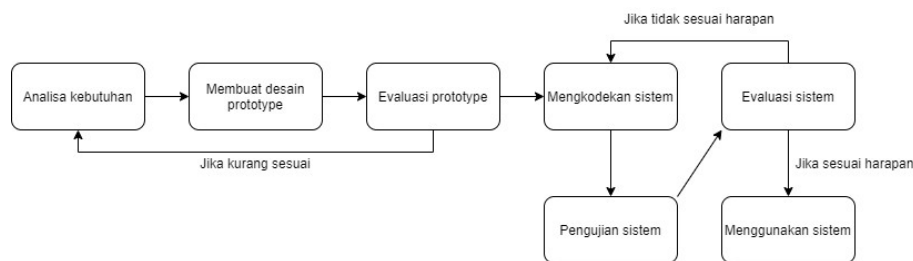 Jika tidak sesuai harapan
Analisa kebutuhan
Membuat desain
prototype
Evaluasi prototype
Mengkodekan sistem
Evaluasi sistem
Jika kurang sesuai
Jika sesuai harapan
Pengujian sistem
Menggunakan sistem